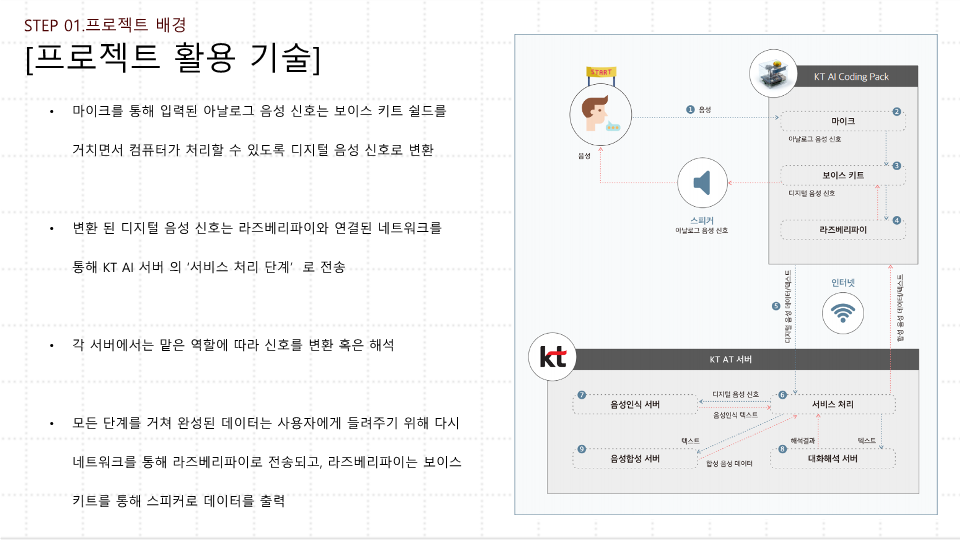 STEP 01.프로젝트 배경
[프로젝트 활용 기술]
• 마이크를 통해 입력된 아날로그 음성 신호는 보이스 키트 쉴드를
거치면서 컴퓨터가 처리할 수 있도록 디지털 음성 신호로 변환
• 변환 된 디지털 음성 신호는 라즈베리파이와 연결된 네트워크를
통해 KT AI 서버 의 ‘서비스 처리 단계’ 로 전송
• 각 서버에서는 맡은 역할에 따라 신호를 변환 혹은 해석
• 모든 단계를 거쳐 완성된 데이터는 사용자에게 들려주기 위해 다시
네트워크를 통해 라즈베리파이로 전송되고, 라즈베리파이는 보이스
키트를 통해 스피커로 데이터를 출력
START
1 음성
음성
스피커
아날로그 음성 신호
KT AI Coding Pack
2
마이크
아날로그 음성 신호
3
보이스 키트
디지털 음성 신호
4
라즈베리파이
5
디지털 음성 데이터/텍스트
인터넷
합성 음성 데이터/텍스트
kt
KT AT 서버
7
음성인식 서버
디지털 음성 신호
음성인식 텍스트
6
서비스 처리
텍스트
합성 음성 데이터
해석결과
텍스트
9
음성합성 서버
8
대화해석 서버